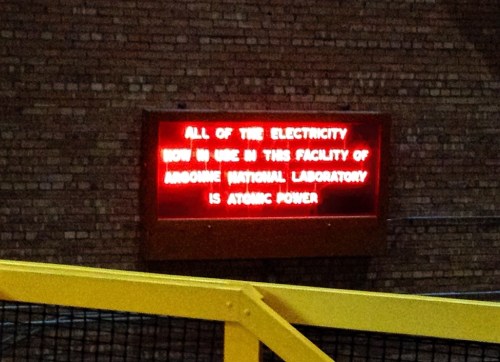 ALL OF THE ELECTRICITY
NOW IN USE IN THIS FACILITY OF
ARGONNE NATIONAL LABORATORY
IS ATOMIC POWER